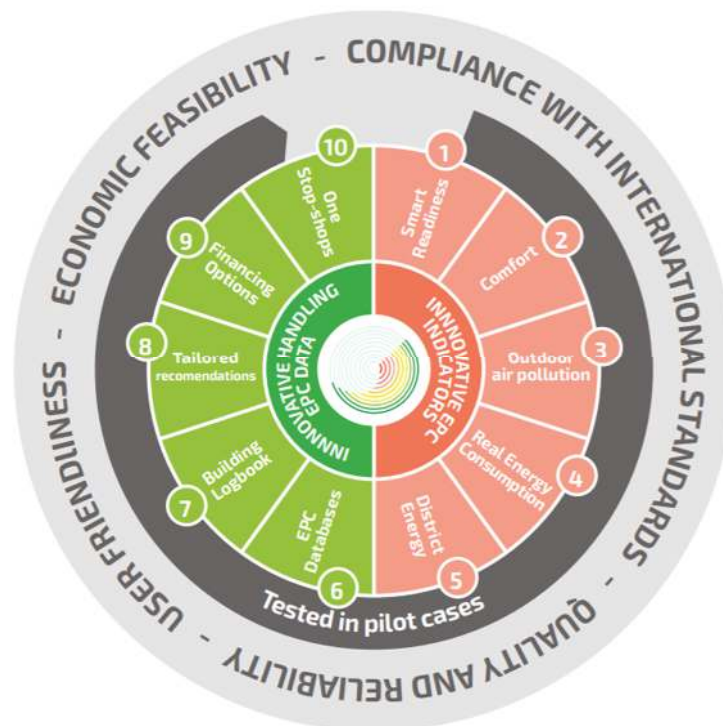 ECONOMIC FEASIBILITY - COMPLIANCE WITH INTERNATIONAL STANDARDS - QUALITY AND RELIABILITY - USER FRIENDLINESS -
Tested in pilot cases
INNNOVATIVE EPC
INDICATORS
1
Smart
Readiness
2
Comfort
3
Outdoor
air pollution
4
Real Energy
Consumption
5
District
Energy
INNNOVATIVE HANDLING
EPC DATA
6
EPC
Databases
7
Building
Logbook
8
Tailored
recomendations
9
Financing
Options
10
One
Stop-shops